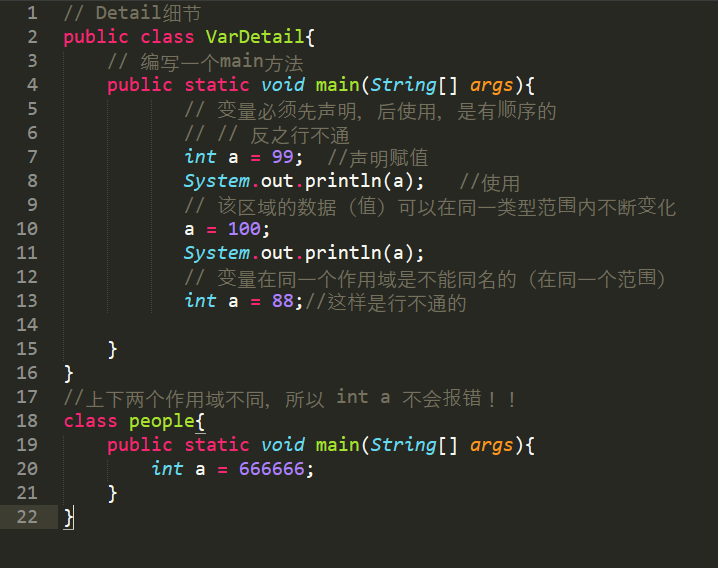 1 // Detail细节
2 public class VarDetail{
3 // 编写一个main方法
4 public static void main(String[] args){
5 // 变量必须先声明，后使用，是有顺序的
6 // // 反之行不通
7 int a = 99; //声明赋值
8 System.out.println(a); //使用
9 // 该区域的数据（值）可以在同一类型范围内不断变化
10 a = 100;
11 System.out.println(a);
12 // 变量在同一个作用域是不能同名的（在同一个范围）
13 int a = 88;//这样是行不通的
14
15 }
16 }
17 //上下两个作用域不同，所以 int a 不会报错！！
18 class people{
19 public static void main(String[] args){
20 int a = 666666;
21 }
22 }